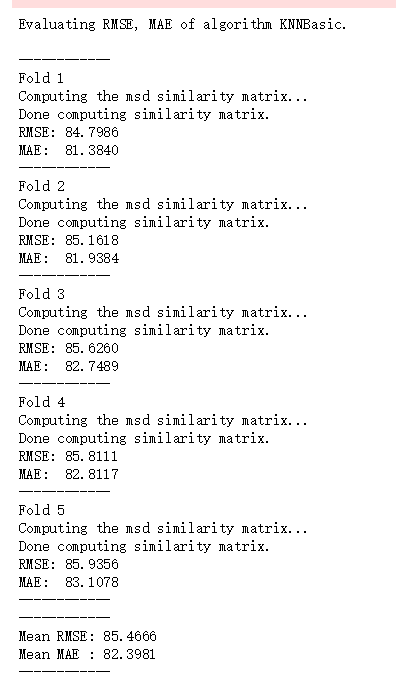 Evaluating RMSE, MAE of algorithm KNNBasic.
------------
Fold 1
Computing the msd similarity matrix...
Done computing similarity matrix.
RMSE: 84.7986
MAE:  81.3840
------------
Fold 2
Computing the msd similarity matrix...
Done computing similarity matrix.
RMSE: 85.1618
MAE:  81.9384
------------
Fold 3
Computing the msd similarity matrix...
Done computing similarity matrix.
RMSE: 85.6260
MAE:  82.7489
------------
Fold 4
Computing the msd similarity matrix...
Done computing similarity matrix.
RMSE: 85.8111
MAE:  82.8117
------------
Fold 5
Computing the msd similarity matrix...
Done computing similarity matrix.
RMSE: 85.9356
MAE:  83.1078
------------
------------
Mean RMSE: 85.4666
Mean MAE : 82.3981
------------